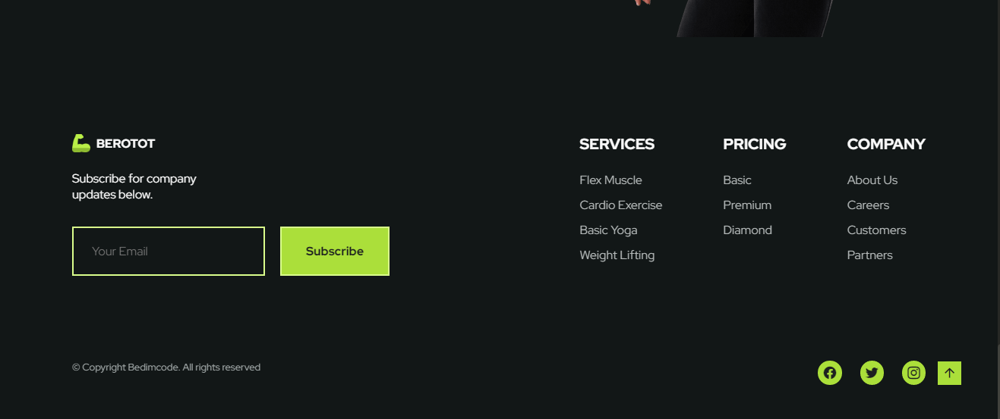 BEROTOT
Subscribe for company
updates below.
Your Email
Subscribe
SERVICES
Flex Muscle
Cardio Exercise
Basic Yoga
Weight Lifting
PRICING
Basic
Premium
Diamond
COMPANY
About Us
Careers
Customers
Partners
© Copyright Bedimcode. All rights reserved